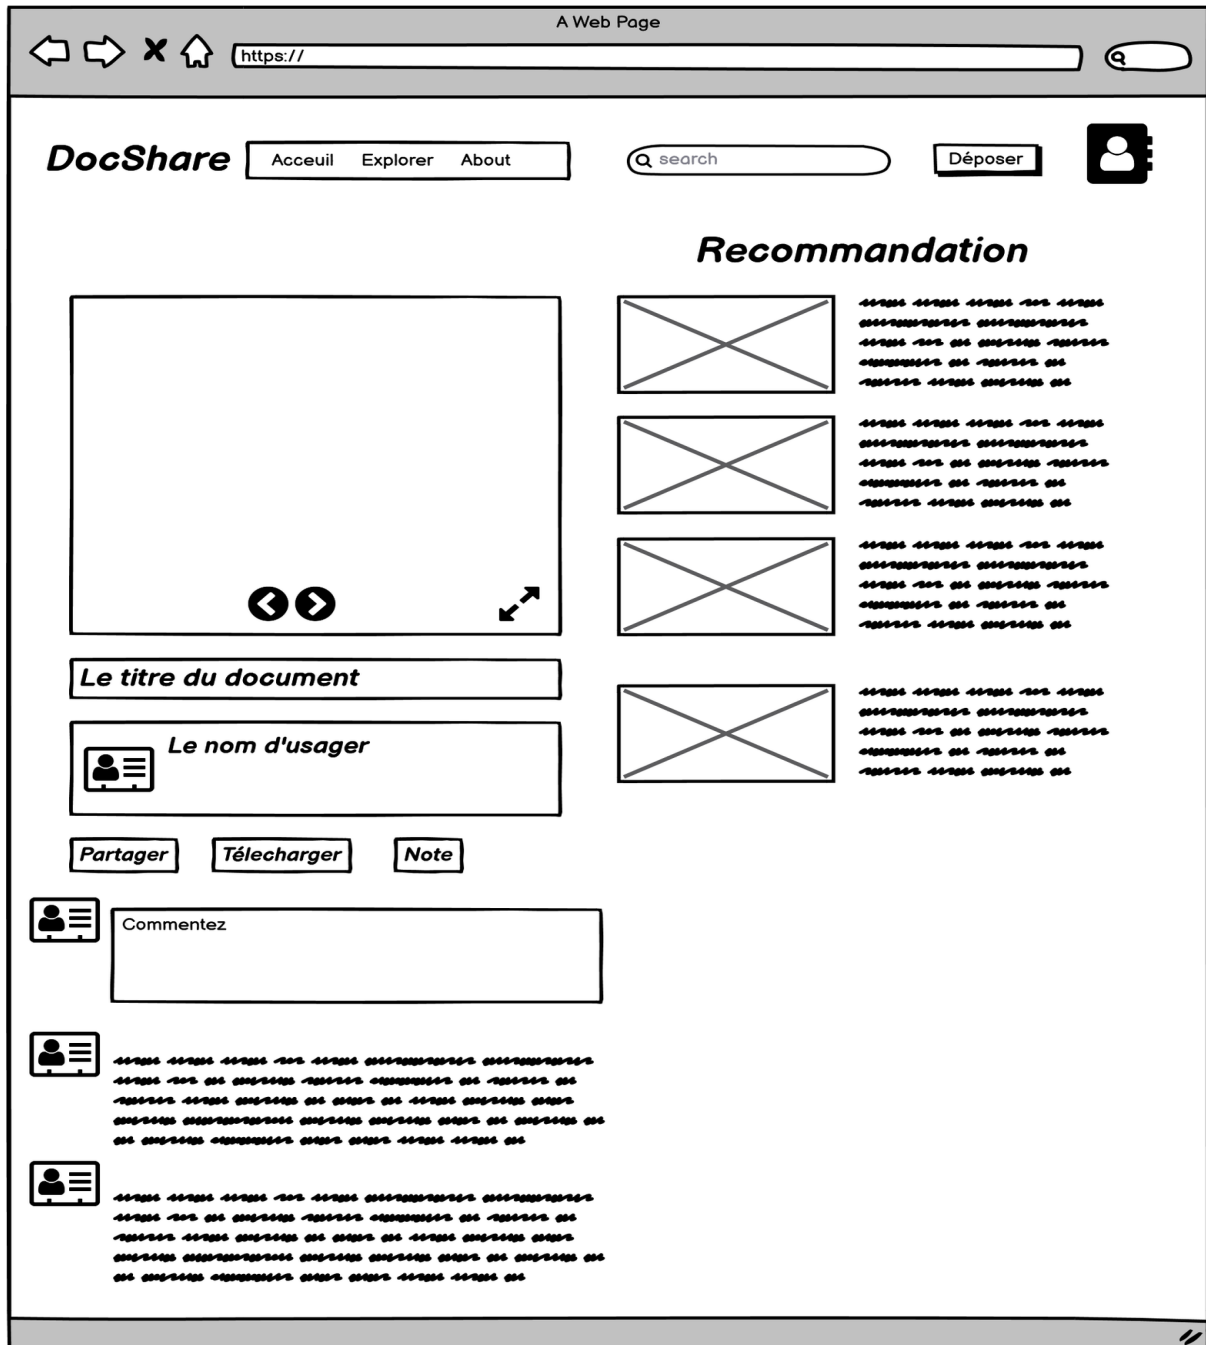 A Web Page
https://
DocShare
Acceuil Explorer About
search
Déposer
Recommandation
Le titre du document
Le nom d'usager
Partager Télecharger Note
Commentez